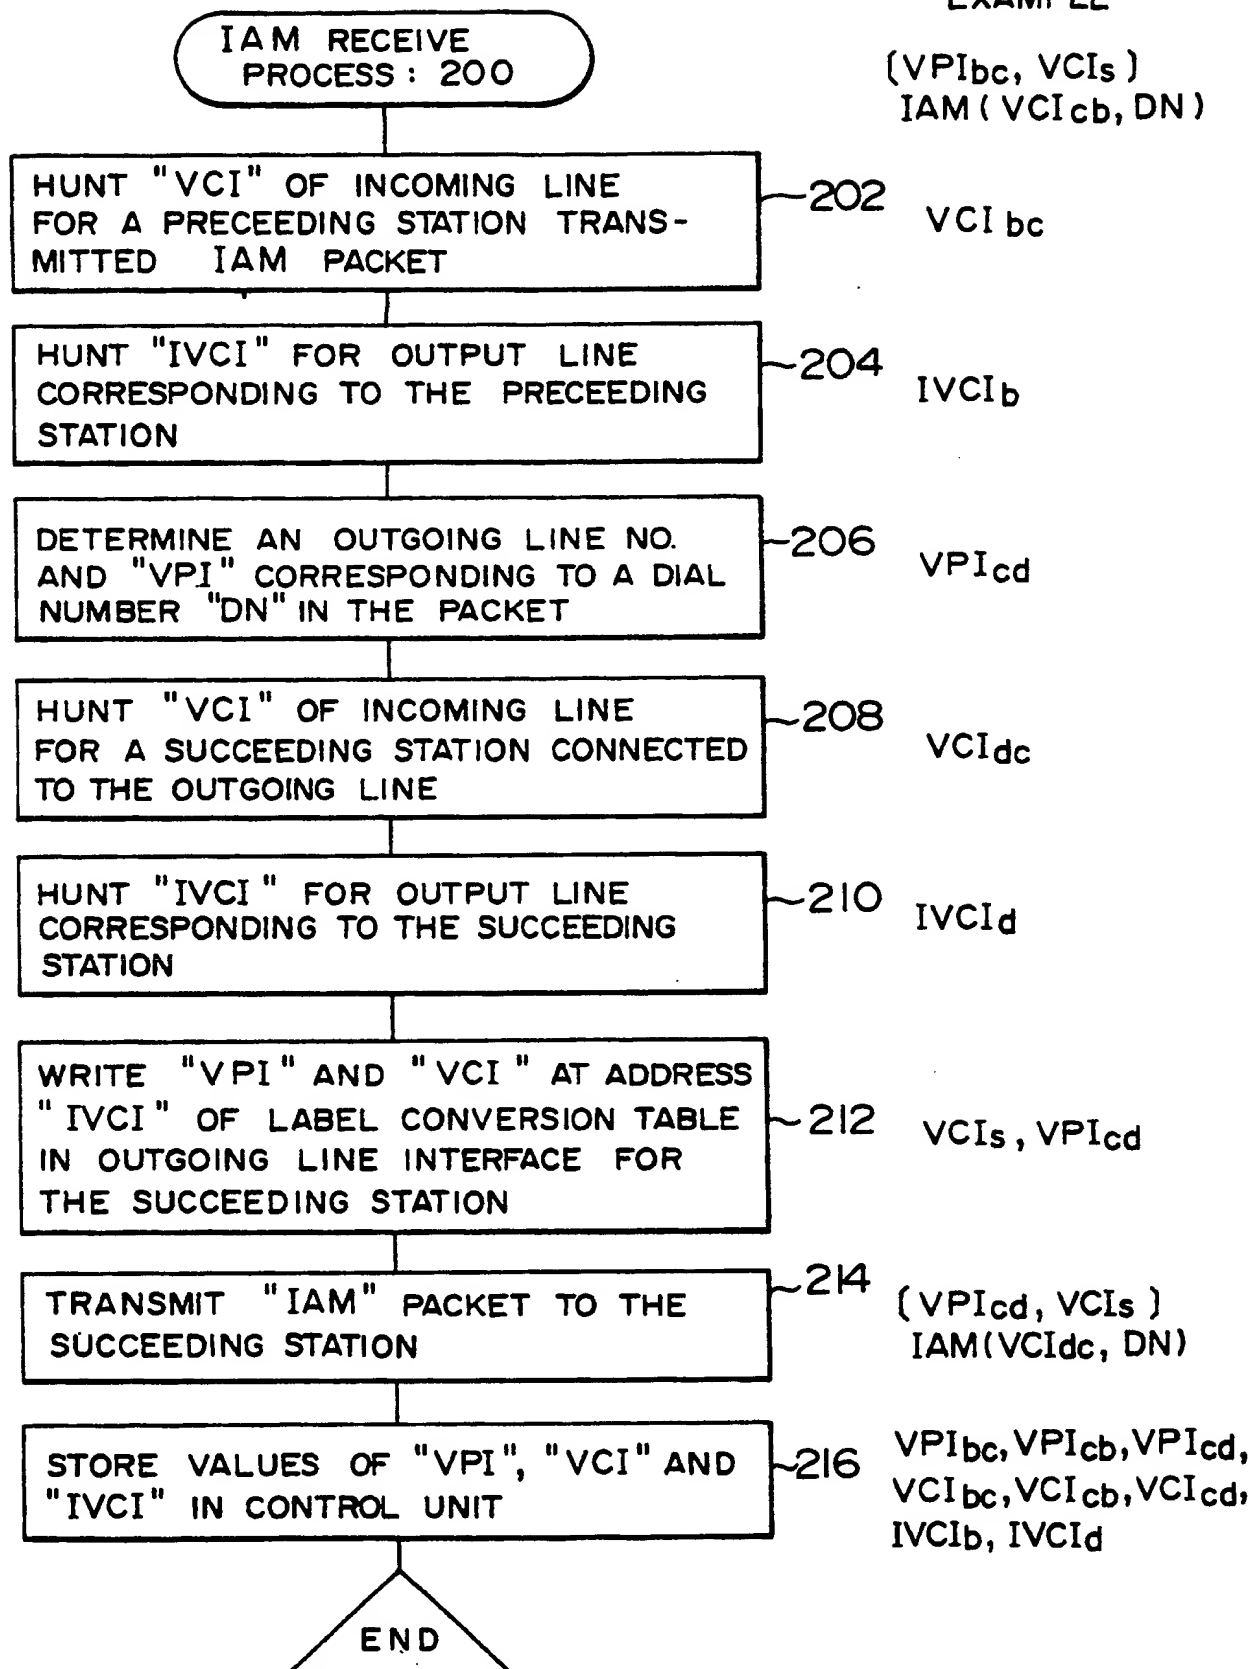 EXAMPLE
IAM RECEIVE
PROCESS : 200
(VPIbc, VCIs)
IAM (VCIcb, DN)
HUNT "VCI" OF INCOMING LINE
FOR A PRECEEDING STATION TRANS-
MITTED IAM PACKET
202
VCIbc
HUNT "IVCI" FOR OUTPUT LINE
CORRESPONDING TO THE PRECEEDING
STATION
204
IVCIb
DETERMINE AN OUTGOING LINE NO.
AND "VPI" CORRESPONDING TO A DIAL
NUMBER "DN" IN THE PACKET
206
VPIcd
HUNT "VCI" OF INCOMING LINE
FOR A SUCCEEDING STATION CONNECTED
TO THE OUTGOING LINE
208
VCIdc
HUNT "IVCI" FOR OUTPUT LINE
CORRESPONDING TO THE SUCCEEDING
STATION
210
IVCId
WRITE "VPI" AND "VCI" AT ADDRESS
"IVCI" OF LABEL CONVERSION TABLE
IN OUTGOING LINE INTERFACE FOR
THE SUCCEEDING STATION
212
VCIs, VPIcd
TRANSMIT "IAM" PACKET TO THE
SUCCEEDING STATION
214
(VPIcd, VCIs)
IAM(VCIdc, DN)
STORE VALUES OF "VPI", "VCI" AND
"IVCI" IN CONTROL UNIT
216
VPIbc, VPIcb, VPIcd,
VCIbc, VCIcb, VCIcd,
IVCIb, IVCId
END